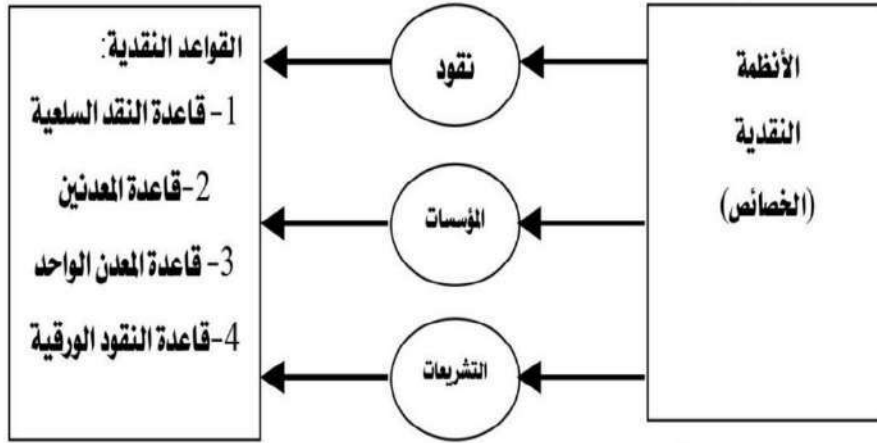 الأنظمة
النقدية
(الخصائص)
نقود
المؤسسات
التشريعات
القواعد النقدية:
1- قاعدة النقد السلعية
2-قاعدة المعدنين
3- قاعدة المعدن الواحد
4-قاعدة النقود الورقية